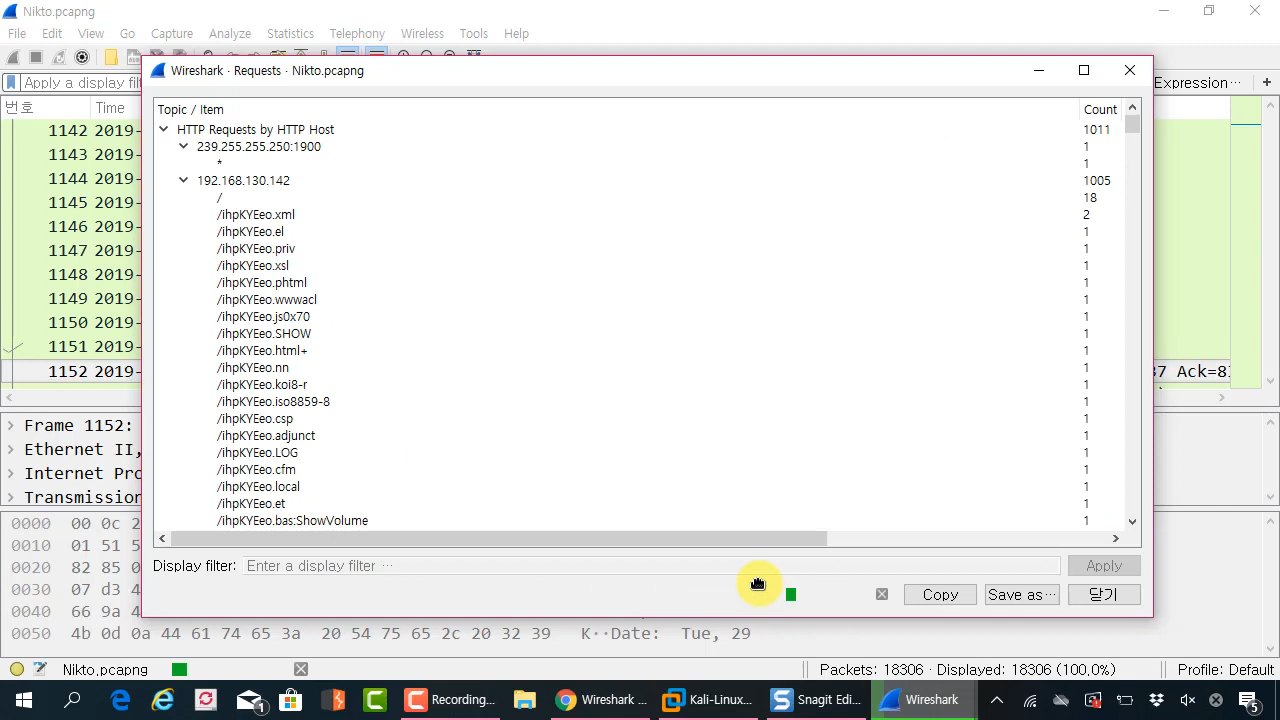 Nikto.pcapng
File Edit View Go Capture Analyze Statistics Telephony Wireless Tools Help
Apply a display fil
Expression… +
번호 Time
1142 2019-
1143 2019-
1144 2019-
1145 2019-
1146 2019-
1147 2019-
1148 2019-
1149 2019-
1150 2019-
1151 2019-
1152 2019-
37 Ack=81
Wireshark · Requests · Nikto.pcapng
Topic / Item Count
HTTP Requests by HTTP Host 1011
239.255.255.250:1900 1
* 1
192.168.130.142 1005
/ 18
/ihpKYEeo.xml 2
/ihpKYEeo.el 1
/ihpKYEeo.priv 1
/ihpKYEeo.xsl 1
/ihpKYEeo.phtml 1
/ihpKYEeo.wwwacl 1
/ihpKYEeo.js0x70 1
/ihpKYEeo.SHOW 1
/ihpKYEeo.html+ 1
/ihpKYEeo.nn 1
/ihpKYEeo.koi8-r 1
/ihpKYEeo.iso8859-8 1
/ihpKYEeo.csp 1
/ihpKYEeo.adjunct 1
/ihpKYEeo.LOG 1
/ihpKYEeo.cfm 1
/ihpKYEeo.local 1
/ihpKYEeo.et 1
/ihpKYEeo.bas:ShowVolume 1
Display filter: Enter a display filter … Apply
Copy Save as… 닫기
Frame 1152:
Ethernet II,
Internet Pro
Transmission
0000 00 0c 2
0010 01 51 5
0020 82 85 0
0030 07 d3 4
0040 66 9a 4
0050 4b 0d 0a 44 61 74 65 3a 20 54 75 65 2c 20 32 39 K··Date: Tue, 29
Nikto.pcapng
Packets: 18306 · Displayed: 18306 (100.0%)
Profile: Default
1 Recording... Wireshark ... Kali-Linux... Snagit Edi... Wireshark 5